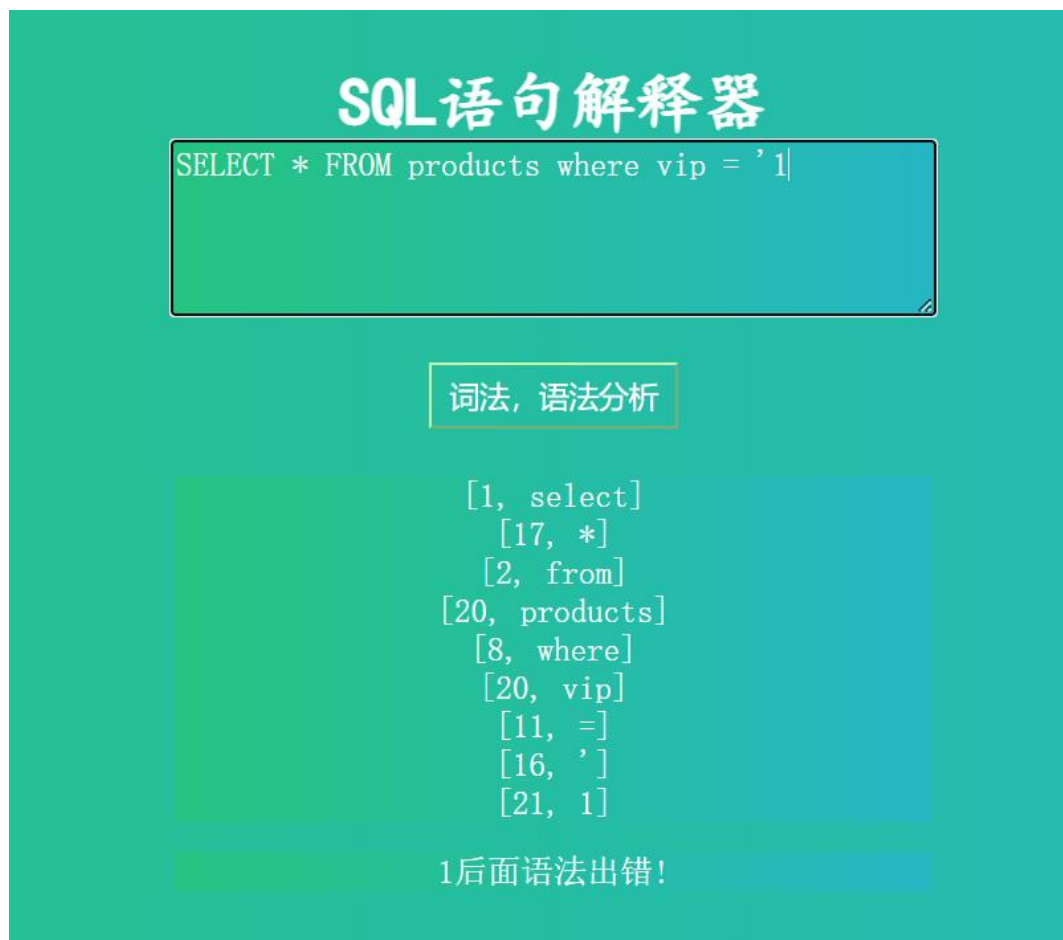 SQL语句解释器
SELECT * FROM products where vip = '1
词法，语法分析
[1, select]
[17, *]
[2, from]
[20, products]
[8, where]
[20, vip]
[11, =]
[16, ']
[21, 1]
1后面语法出错!